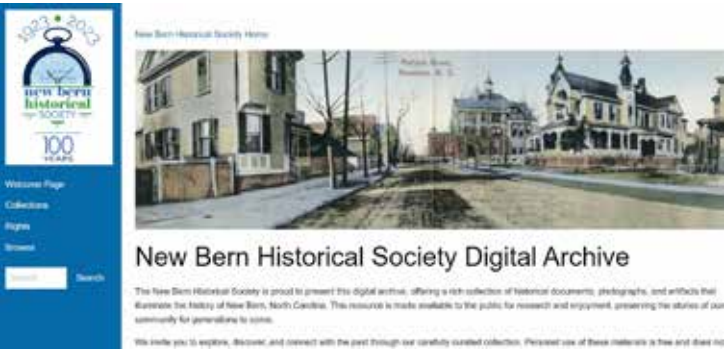 1923 • 2023
new bern
historical
SOCIETY
100
YEARS
Welcome Page
Collections
Rights
Browse
Search
Search
New Bern Historical Society Home
New Bern Historical Society Digital Archive
The New Bern Historical Society is proud to present this digital archive, offering a rich collection of historical documents, photographs, and artifacts that
illuminate the history of New Bern, North Carolina. This resource is made available to the public for research and enjoyment, preserving the stories of our
community for generations to come.
We invite you to explore, discover, and connect with the past through our carefully curated collection. Personal use of these materials is free and does